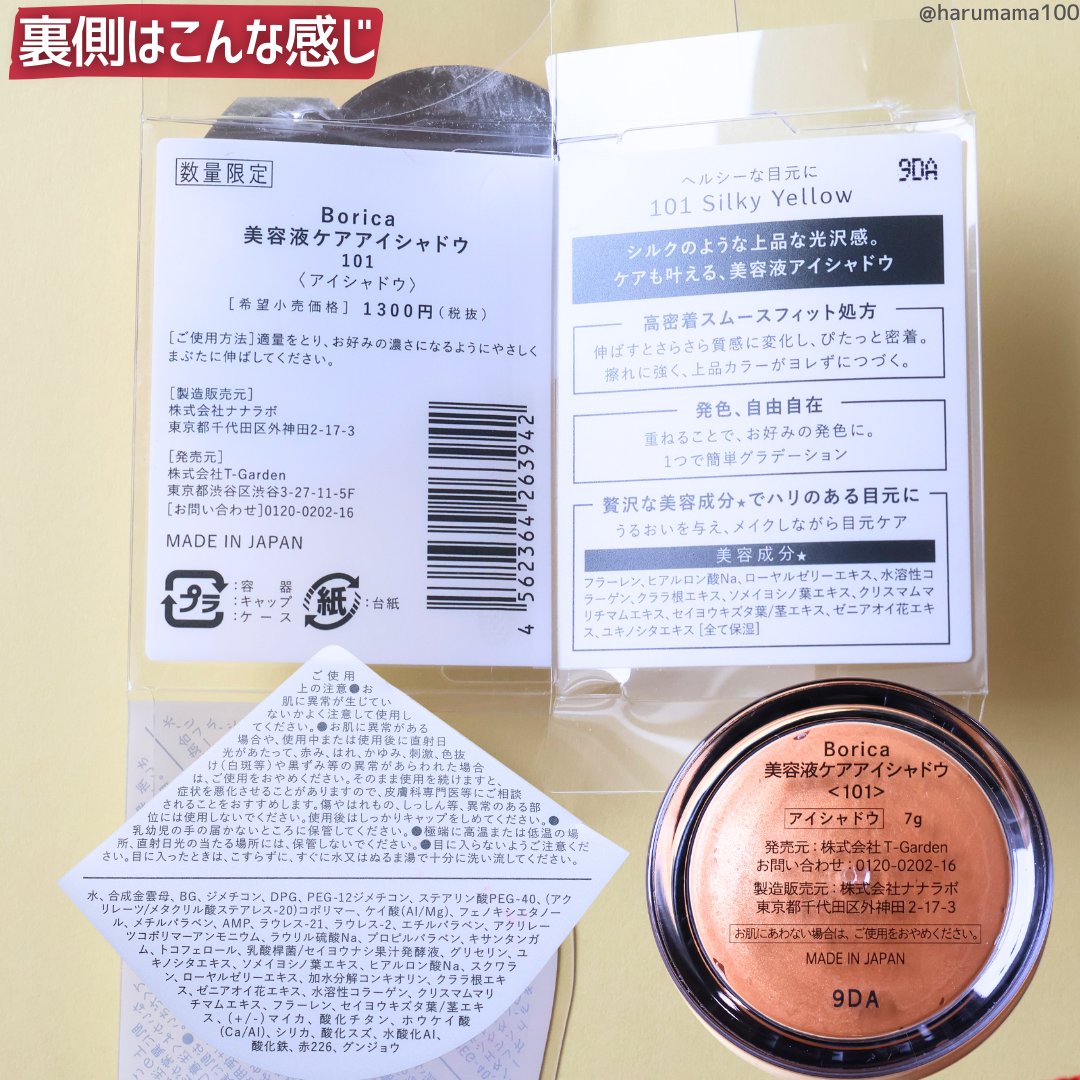 裏側はこんな感じ
@harumama100
数量限定
Borica
美容液ケアアイシャドウ
101
〈アイシャドウ〉
[希望小売価格] 1300円(税抜)
[ご使用方法]適量をとり、お好みの濃さになるようにやさしく
まぶたに伸ばしてください。
[製造販売元]
株式会社ナナラボ
東京都千代田区外神田2-17-3
[発売元]
株式会社T-Garden
東京都渋谷区渋谷3-27-11-5F
[お問い合わせ]0120-0202-16
MADE IN JAPAN
プラ
:容器
:キャップ
:ケース
紙
:台紙
4 562364 263942
ヘルシーな目元に
101 Silky Yellow
9DA
シルクのような上品な光沢感。
ケアも叶える、美容液アイシャドウ
高密着スムースフィット処方
伸ばすとさらさら質感に変化し、ぴたっと密着。
擦れに強く、上品カラーがヨレずにつづく。
発色、自由自在
重ねることで、お好みの発色に。
1つで簡単グラデーション
贅沢な美容成分★でハリのある目元に
うるおいを与え、メイクしながら目元ケア
美容成分★
フラーレン、ヒアルロン酸Na、ローヤルゼリーエキス、水溶性コ
ラーゲン、クララ根エキス、ソメイヨシノ葉エキス、クリスマムマ
リチマムエキス、セイヨウキズタ葉/茎エキス、ゼニアオイ花エキ
ス、ユキノシタエキス [全て保湿]
ご使用
上の注意●お
肌に異常が生じてい
ないかよく注意して使用し
てください。●お肌に異常がある
場合や、使用中または使用後に直射日
光があたって、赤み、はれ、かゆみ、刺激、色抜
け(白斑等)や黒ずみ等の異常があらわれた場合
は、ご使用をおやめください。そのまま使用を続けますと、
症状を悪化させることがありますので、皮膚科専門医等にご相談
されることをおすすめします。傷やはれもの、しっしん等、異常のある部
位には使用しないでください。使用後はしっかりキャップをしめてください。●
乳幼児の手の届かないところに保管してください。●極端に高温または低温の場
所、直射日光の当たる場所には、保管しないでください。●目に入らないようご注意くだ
さい。目に入ったときは、こすらずに、すぐに水又はぬるま湯で十分に洗い流してください。
水、合成金雲母、BG、ジメチコン、DPG、PEG-12ジメチコン、ステアリン酸PEG-40、(アク
リレーツ/メタクリル酸ステアレス-20)コポリマー、ケイ酸(Al/Mg)、フェノキシエタノー
ル、メチルパラベン、AMP、ラウレス-21、ラウレス-2、エチルパラベン、アクリレー
ツコポリマーアンモニウム、ラウリル硫酸Na、プロピルパラベン、キサンタンガ
ム、トコフェロール、乳酸桿菌/セイヨウナシ果汁発酵液、グリセリン、ユ
キノシタエキス、ソメイヨシノ葉エキス、ヒアルロン酸Na、スクワラ
ン、ローヤルゼリーエキス、加水分解コンキオリン、クララ根エキ
ス、ゼニアオイ花エキス、水溶性コラーゲン、クリスマムマリ
チマムエキス、フラーレン、セイヨウキズタ葉/茎エキ
ス、(+/-)マイカ、酸化チタン、ホウケイ酸
(Ca/Al)、シリカ、酸化スズ、水酸化Al、
酸化鉄、赤226、グンジョウ
Borica
美容液ケアアイシャドウ
<101>
アイシャドウ 7g
発売元:株式会社T-Garden
お問い合わせ:0120-0202-16
製造販売元:株式会社ナナラボ
東京都千代田区外神田2-17-3
お肌にあわない場合は、ご使用をおやめください。
MADE IN JAPAN
9DA